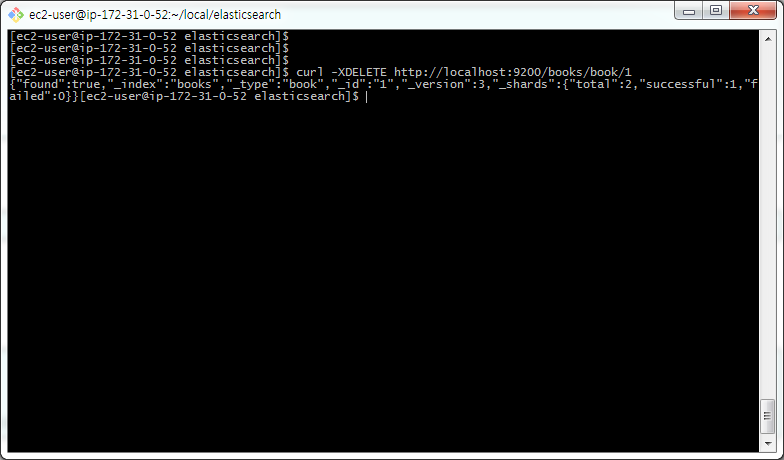 ec2-user@ip-172-31-0-52:~/local/elasticsearch
[ec2-user@ip-172-31-0-52 elasticsearch]$
[ec2-user@ip-172-31-0-52 elasticsearch]$
[ec2-user@ip-172-31-0-52 elasticsearch]$
[ec2-user@ip-172-31-0-52 elasticsearch]$ curl -XDELETE http://localhost:9200/books/book/1
{"found":true,"_index":"books","_type":"book","_id":"1","_version":3,"_shards":{"total":2,"successful":1,"f
ailed":0}}[ec2-user@ip-172-31-0-52 elasticsearch]$